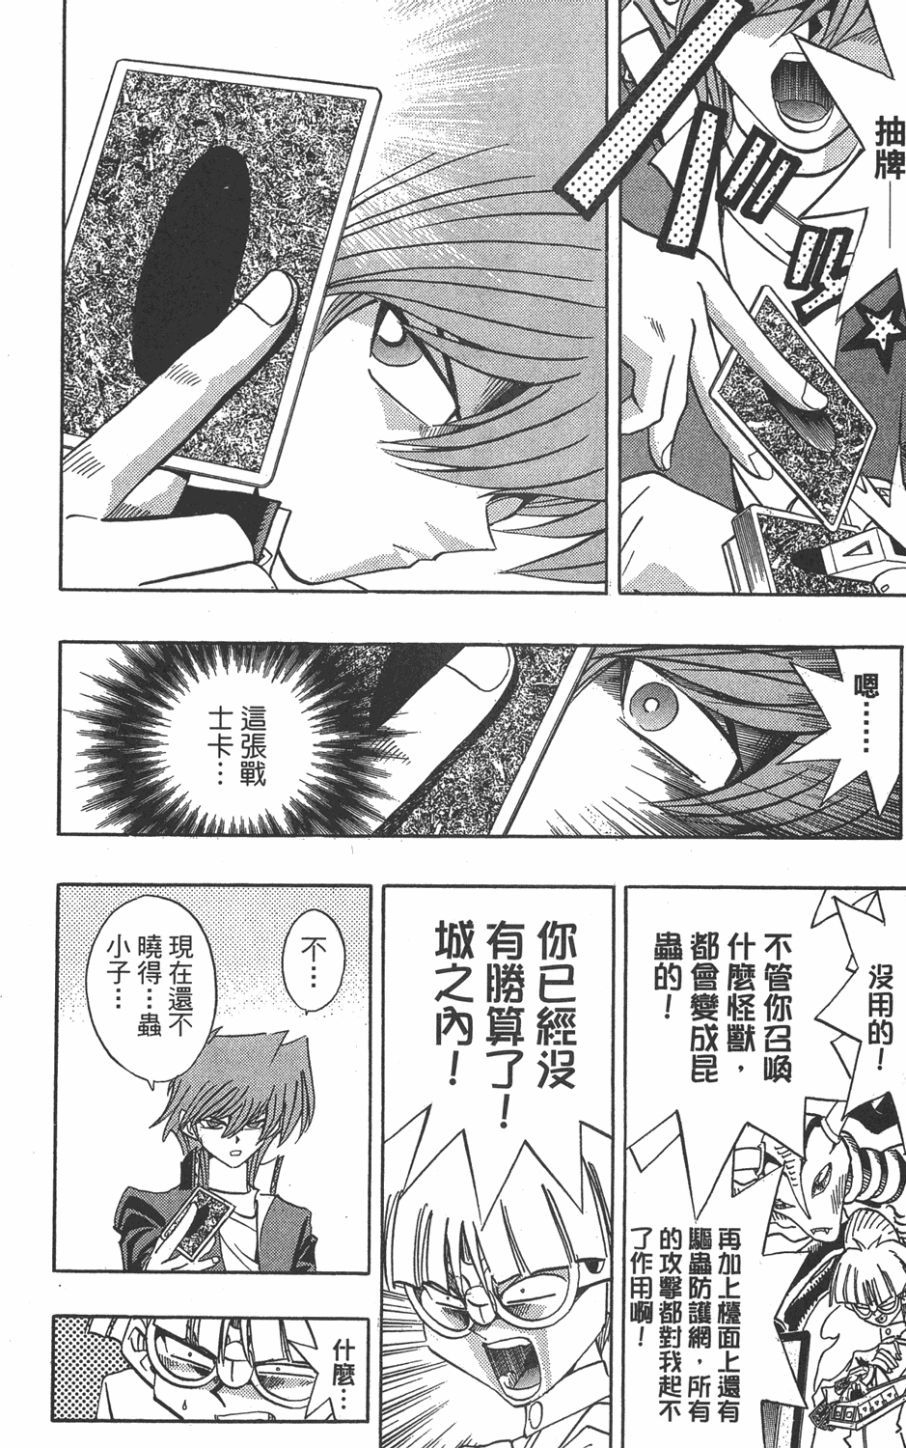 抽牌——
嗯……
這張戰
士卡…
沒用的！
不管你召喚
什麼怪獸，
都會變成昆
蟲的！
再加上檯面上還有
驅蟲防護網，所有
的攻擊都對我起不
了作用啊！
你已經沒
有勝算了！
城之內！
不…
現在還不
曉得…蟲
小子…
什麼…